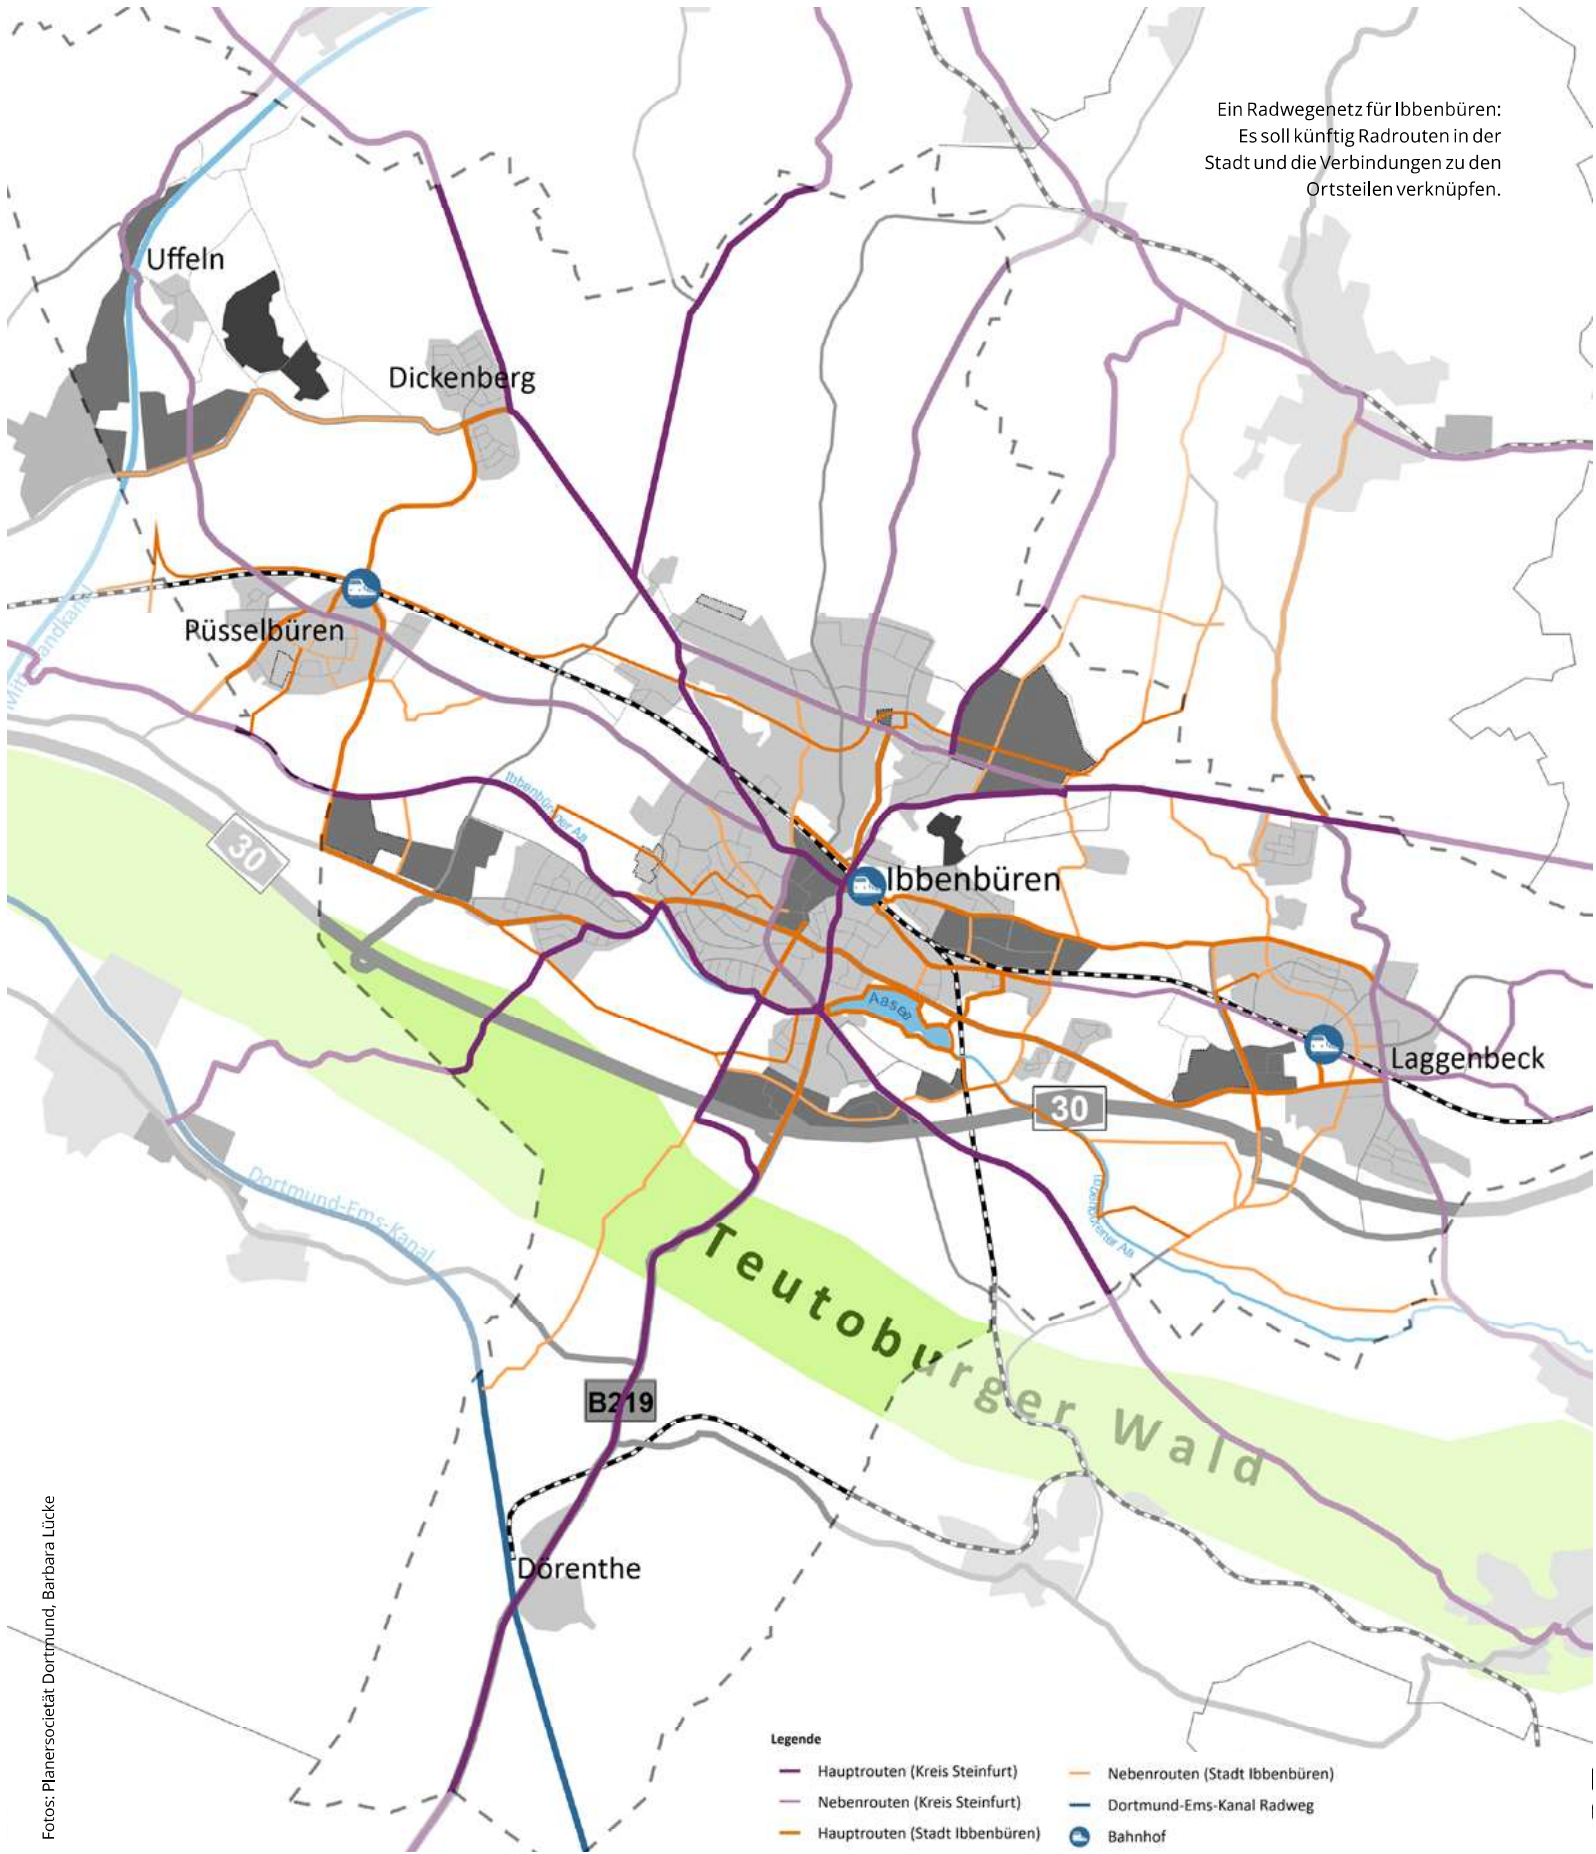 Ein Radwegenetz für Ibbenbüren:
Es soll künftig Radrouten in der
Stadt und die Verbindungen zu den
Ortsteilen verknüpfen.
Uffeln
Dickenberg
Püsselbüren
Ibbenbürener Aa
30
Ibbenbüren
Aasee
Laggenbeck
30
Dortmund-Ems-Kanal
Ibbenbürener Aa
Teutoburger Wald
B219
Dörenthe
Fotos: Planersocietät Dortmund, Barbara Lücke
Legende
Hauptrouten (Kreis Steinfurt)
Nebenrouten (Kreis Steinfurt)
Hauptrouten (Stadt Ibbenbüren)
Nebenrouten (Stadt Ibbenbüren)
Dortmund-Ems-Kanal Radweg
Bahnhof